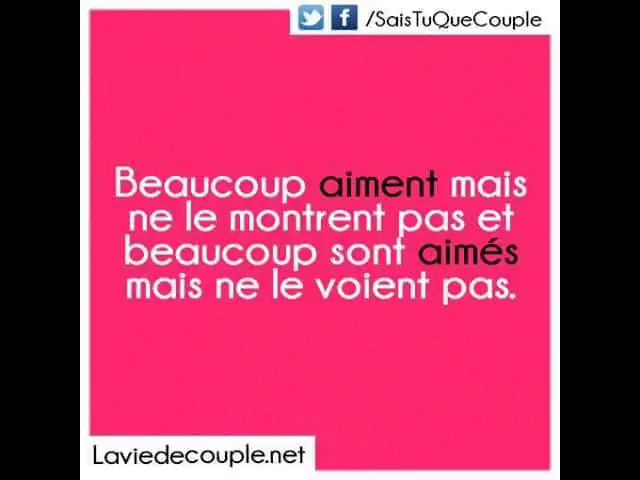 /SaisTuQueCouple
Beaucoup aiment mais
ne le montrent pas et
beaucoup sont aimés
mais ne le voient pas.
Laviedecouple.net